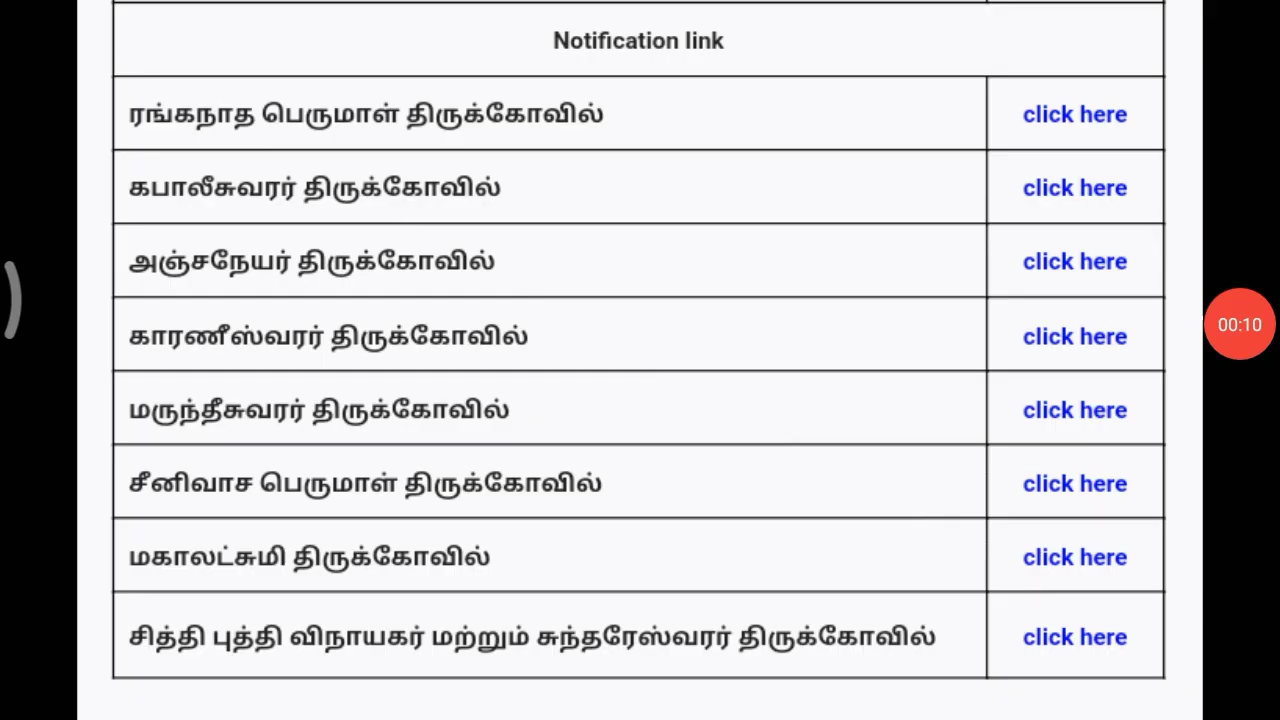 Notification link
ரங்கநாத பெருமாள் திருக்கோவில் click here
கபாலீசுவரர் திருக்கோவில் click here
அஞ்சநேயர் திருக்கோவில் click here
காரணீஸ்வரர் திருக்கோவில் click here
மருந்தீசுவரர் திருக்கோவில் click here
சீனிவாச பெருமாள் திருக்கோவில் click here
மகாலட்சுமி திருக்கோவில் click here
சித்தி புத்தி விநாயகர் மற்றும் சுந்தரேஸ்வரர் திருக்கோவில் click here
00:10